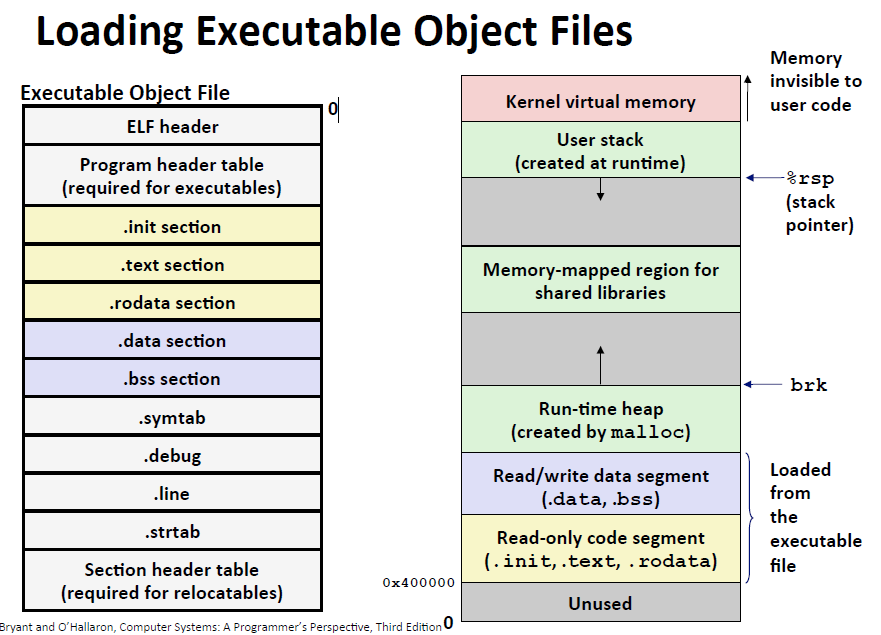 Loading Executable Object Files
Executable Object File
0
ELF header
Program header table
(required for executables)
.init section
.text section
.rodata section
.data section
.bss section
.symtab
.debug
.line
.strtab
Section header table
(required for relocatables)
Kernel virtual memory
User stack
(created at runtime)
Memory-mapped region for
shared libraries
Run-time heap
(created by malloc)
Read/write data segment
(.data, .bss)
Read-only code segment
(.init, .text, .rodata)
Unused
0x400000
0
Memory
invisible to
user code
%rsp
(stack
pointer)
brk
Loaded
from
the
executable
file
Bryant and O'Hallaron, Computer Systems: A Programmer's Perspective, Third Edition